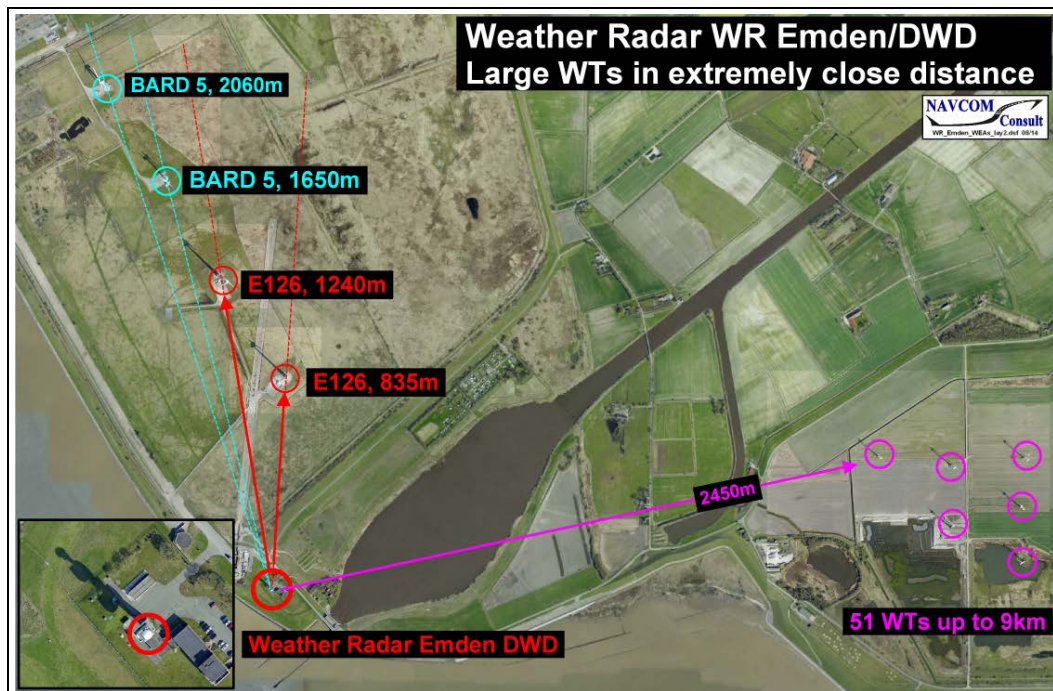 Weather Radar WR Emden/DWD
Large WTs in extremely close distance
NAVCOM
Consult
WR_Emden_WEAs_lay2.dsf 08/14
BARD 5, 2060m
BARD 5, 1650m
E126, 1240m
E126, 835m
2450m
51 WTs up to 9km
Weather Radar Emden DWD